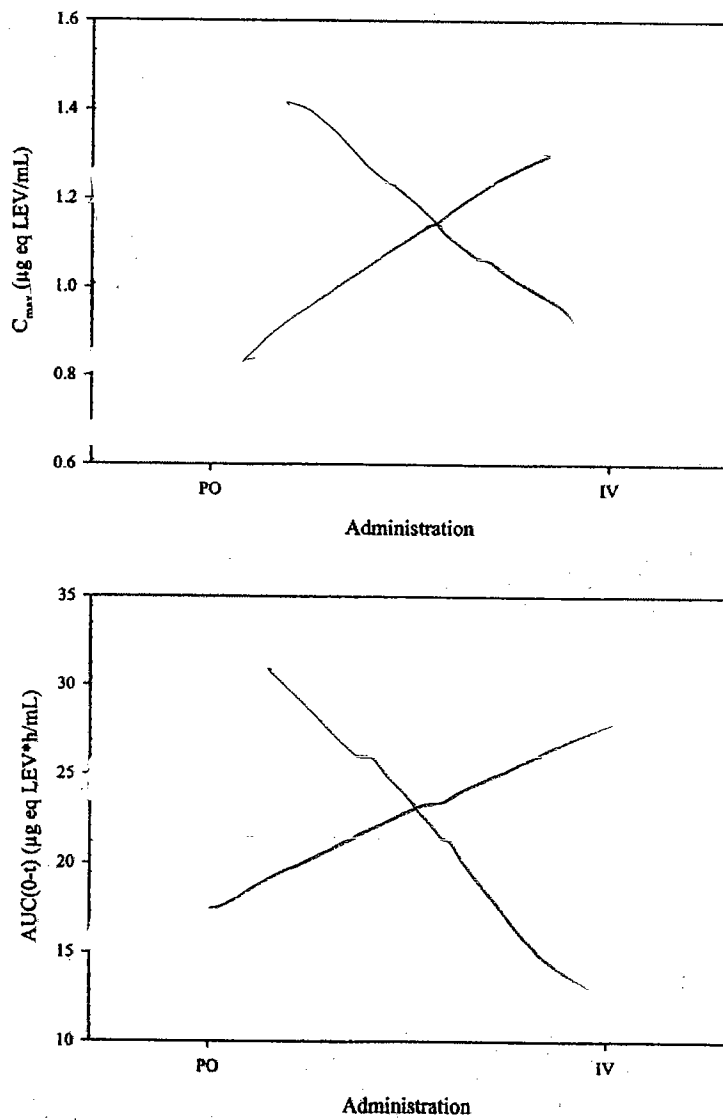 1.6
1.4
1.2
1.0
0.8
0.6
C_max (µg eq LEV/mL)
PO
IV
Administration
35
30
25
20
15
10
AUC(0-t) (µg eq LEV*h/mL)
PO
IV
Administration